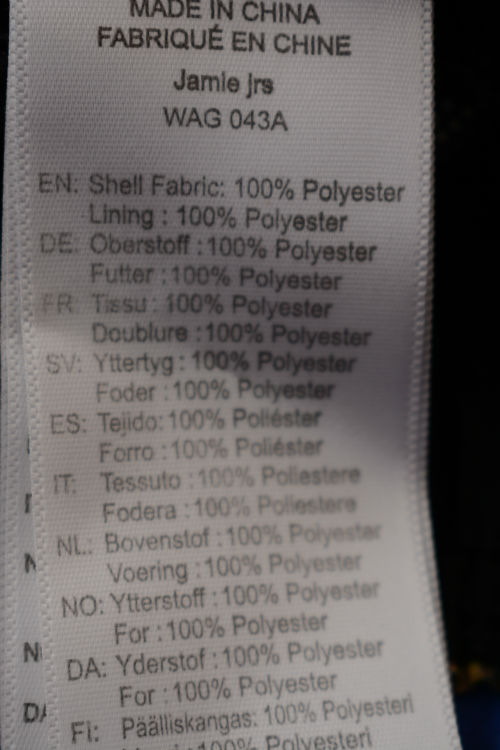 MADE IN CHINA
FABRIQUÉ EN CHINE
Jamie jrs
WAG 043A
EN: Shell Fabric: 100% Polyester
Lining : 100% Polyester
DE: Oberstoff : 100% Polyester
Futter : 100% Polyester
FR: Tissu : 100% Polyester
Doublure : 100% Polyester
SV: Yttertyg : 100% Polyester
Foder : 100% Polyester
ES: Tejido: 100% Poliéster
Forro : 100% Poliéster
IT: Tessuto : 100% Poliestere
Fodera : 100% Poliestere
NL: Bovenstof : 100% Polyester
Voering : 100% Polyester
NO: Ytterstoff : 100% Polyester
For : 100% Polyester
DA: Yderstof : 100% Polyester
For : 100% Polyester
Fi: Päälliskangas: 100% Polyesteri
100% Polyesteri